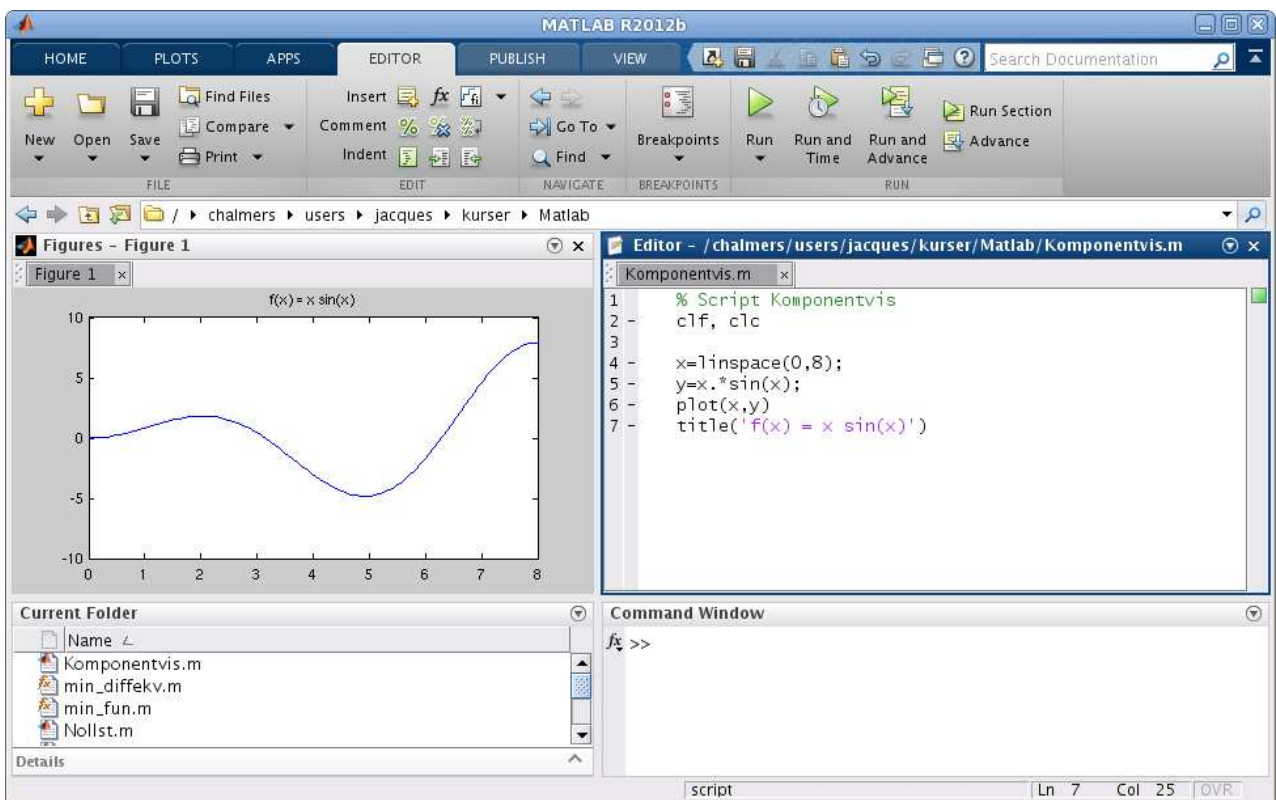 MATLAB R2012b
HOME PLOTS APPS EDITOR PUBLISH VIEW Search Documentation
New Open Save Find Files Compare Print
FILE
Insert fx
Comment
Indent
EDIT
Go To
Find
NAVIGATE
Breakpoints
BREAKPOINTS
Run Run and Time Run and Advance Run Section Advance
RUN
/ chalmers users jacques kurser Matlab
Figures - Figure 1
Figure 1
f(x) = x sin(x)
10
5
0
-5
-10
0 1 2 3 4 5 6 7 8
Editor - /chalmers/users/jacques/kurser/Matlab/Komponentvis.m
Komponentvis.m
1 % Script Komponentvis
2 - clf, clc
3
4 - x=linspace(0,8);
5 - y=x.*sin(x);
6 - plot(x,y)
7 - title('f(x) = x sin(x)')
Current Folder
Name
Komponentvis.m
min_diffekv.m
min_fun.m
Nollst.m
Details
Command Window
fx >>
script Ln 7 Col 25 OVR